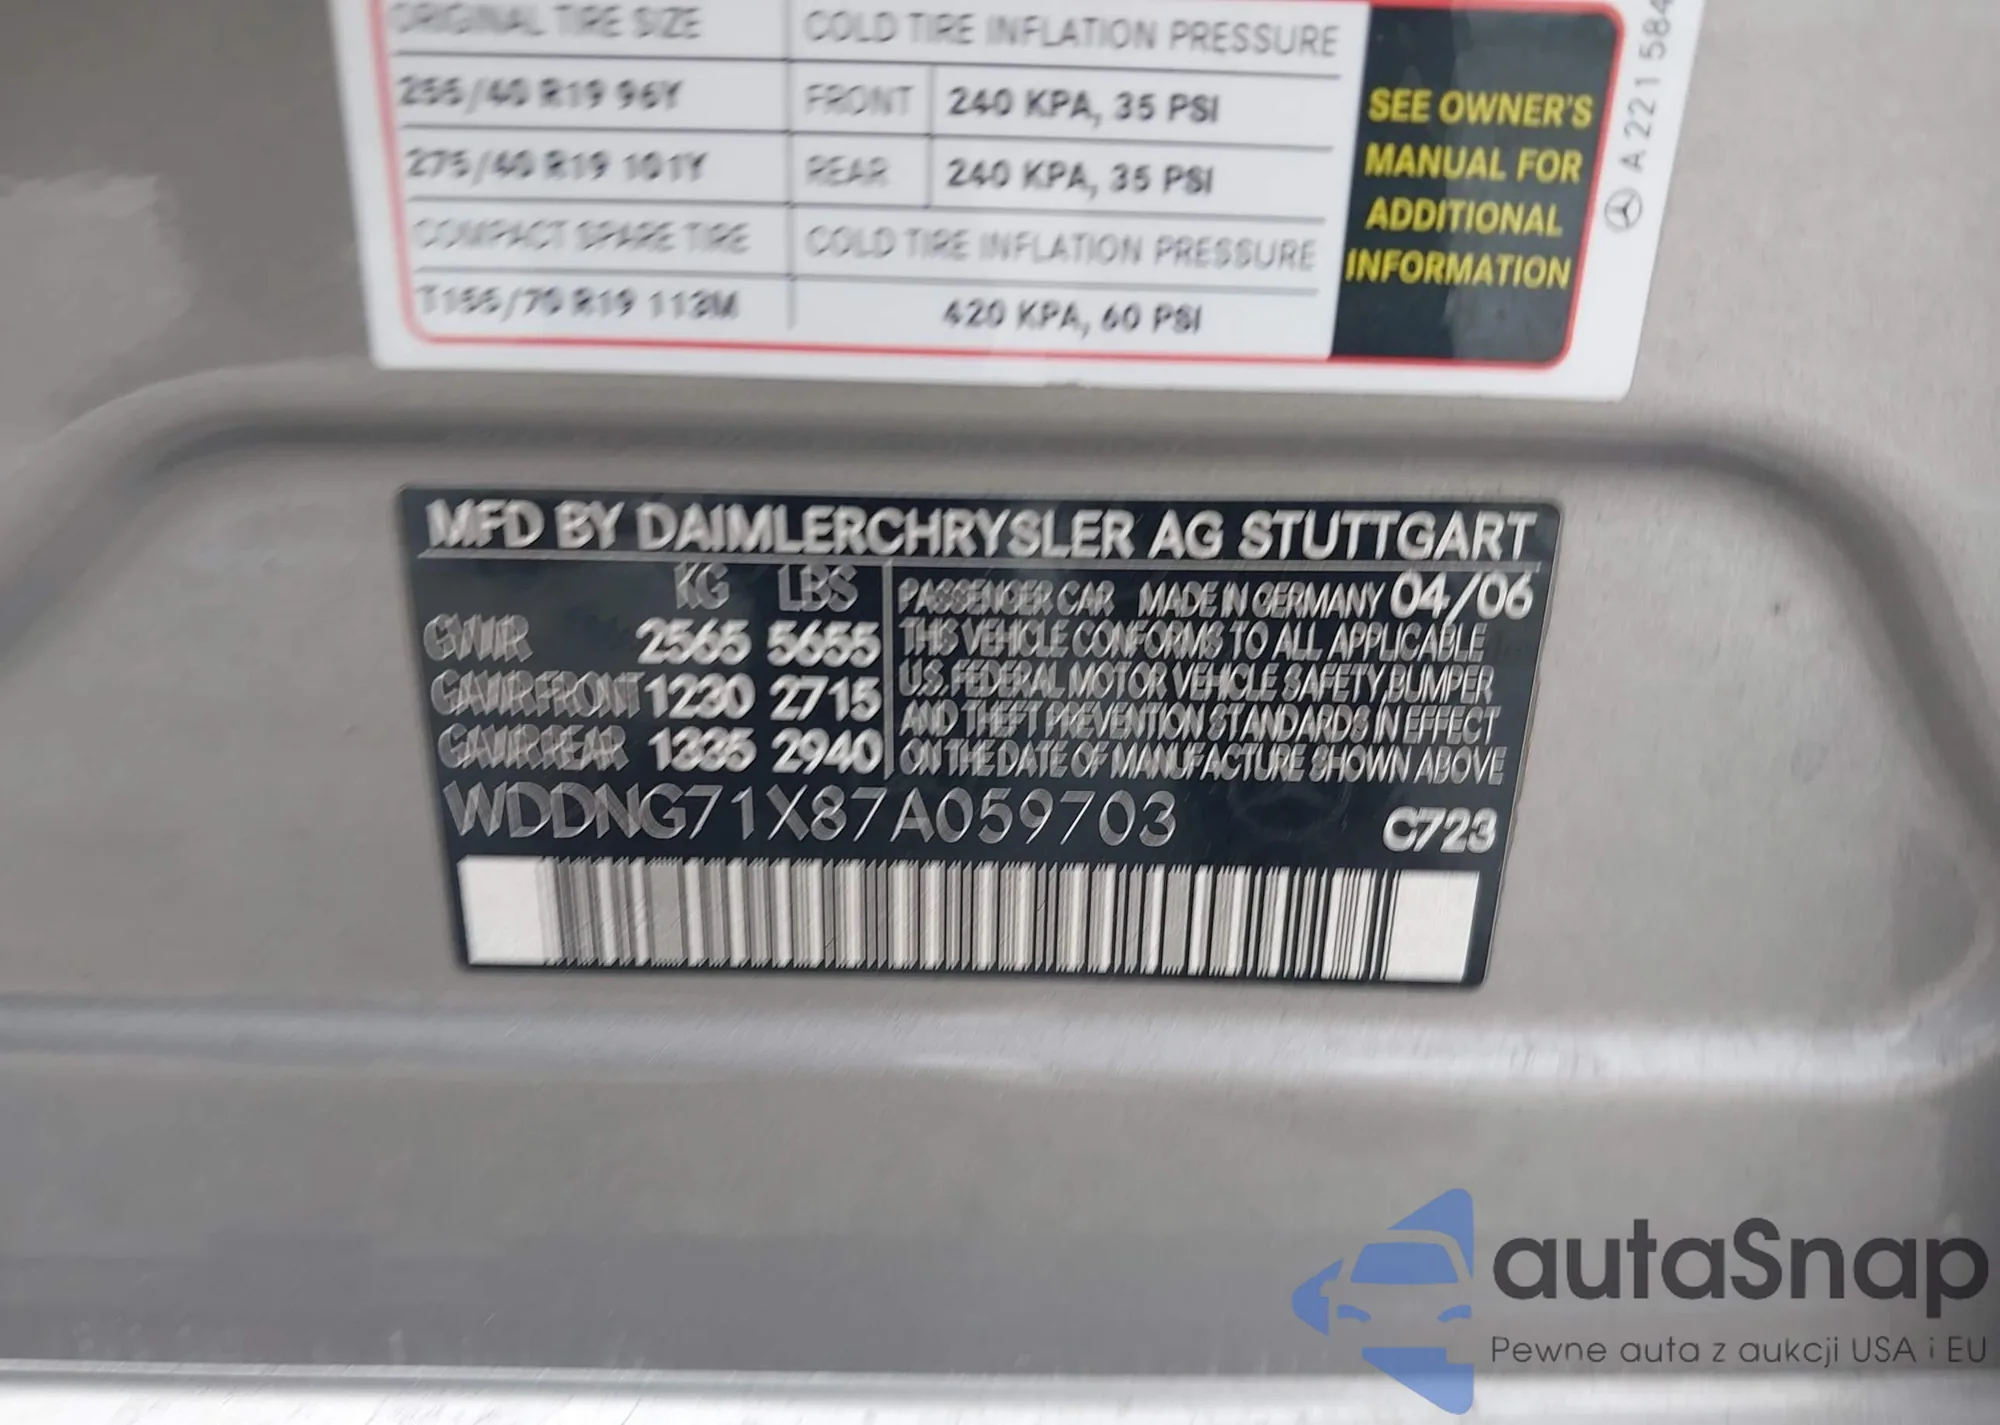 ORIGINAL TIRE SIZE COLD TIRE INFLATION PRESSURE
255/40 R19 96Y FRONT 240 KPA, 35 PSI
275/40 R19 101Y REAR 240 KPA, 35 PSI
COMPACT SPARE TIRE COLD TIRE INFLATION PRESSURE
T155/70 R19 113M 420 KPA, 60 PSI
SEE OWNER'S
MANUAL FOR
ADDITIONAL
INFORMATION
A 221 584
MFD BY DAIMLERCHRYSLER AG STUTTGART
KG LBS
GVWR 2565 5655
GAWR FRONT 1230 2715
GAWR REAR 1335 2940
PASSENGER CAR MADE IN GERMANY 04/06
THIS VEHICLE CONFORMS TO ALL APPLICABLE
U.S. FEDERAL MOTOR VEHICLE SAFETY, BUMPER
AND THEFT PREVENTION STANDARDS IN EFFECT
ON THE DATE OF MANUFACTURE SHOWN ABOVE
WDDNG71X87A059703 C723
autaSnap
Pewne auta z aukcji USA i EU